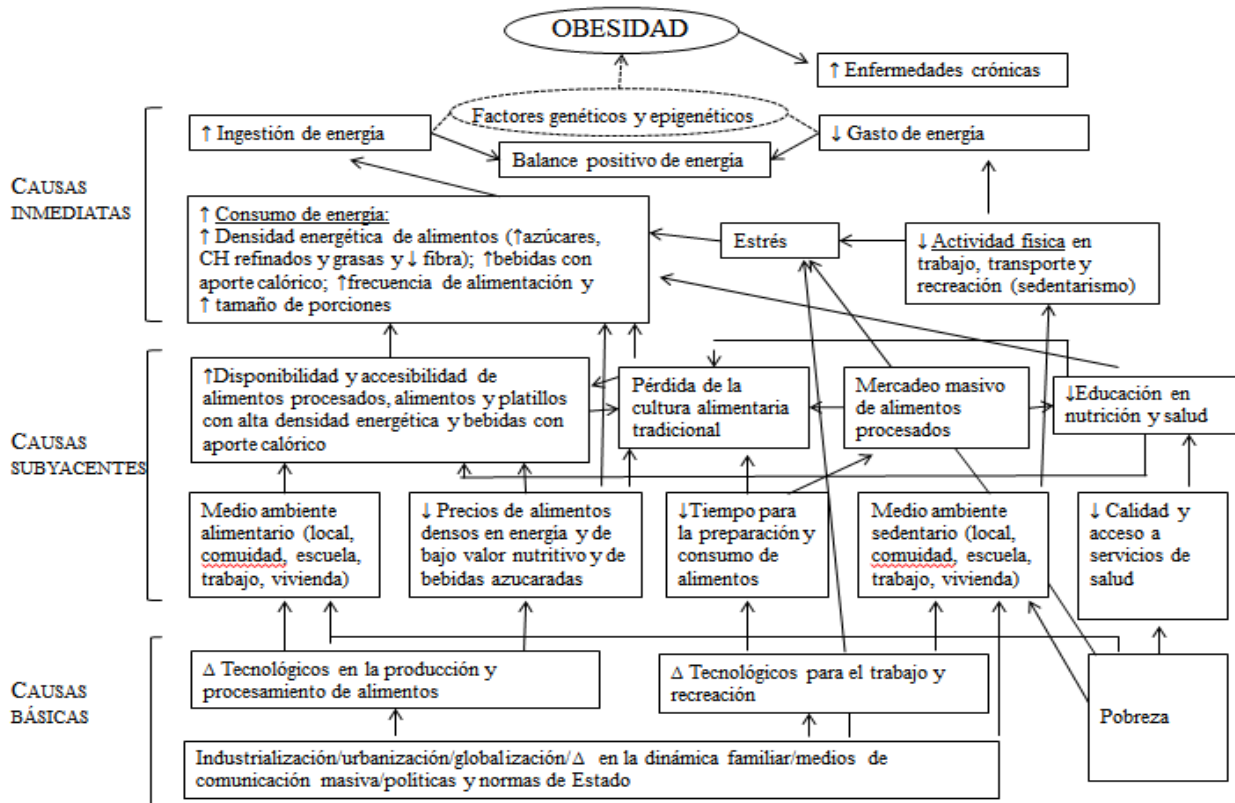 OBESIDAD
↑ Enfermedades crónicas
Factores genéticos y epigenéticos
↑ Ingestión de energía
↓ Gasto de energía
Balance positivo de energía
CAUSAS
INMEDIATAS
↑ Consumo de energía:
↑ Densidad energética de alimentos (↑azúcares,
CH refinados y grasas y ↓ fibra); ↑bebidas con
aporte calórico; ↑frecuencia de alimentación y
↑ tamaño de porciones
Estrés
↓ Actividad física en
trabajo, transporte y
recreación (sedentarismo)
CAUSAS
SUBYACENTES
↑Disponibilidad y accesibilidad de
alimentos procesados, alimentos y platillos
con alta densidad energética y bebidas con
aporte calórico
Pérdida de la
cultura alimentaria
tradicional
Mercadeo masivo
de alimentos
procesados
↓Educación en
nutrición y salud
Medio ambiente
alimentario (local,
comuidad, escuela,
trabajo, vivienda)
↓ Precios de alimentos
densos en energía y de
bajo valor nutritivo y de
bebidas azucaradas
↓Tiempo para
la preparación y
consumo de
alimentos
Medio ambiente
sedentario (local,
comuidad, escuela,
trabajo, vivienda)
↓ Calidad y
acceso a
servicios de
salud
CAUSAS
BÁSICAS
Δ Tecnológicos en la producción y
procesamiento de alimentos
Δ Tecnológicos para el trabajo y
recreación
Pobreza
Industrialización/urbanización/globalización/Δ en la dinámica familiar/medios de
comunicación masiva/políticas y normas de Estado